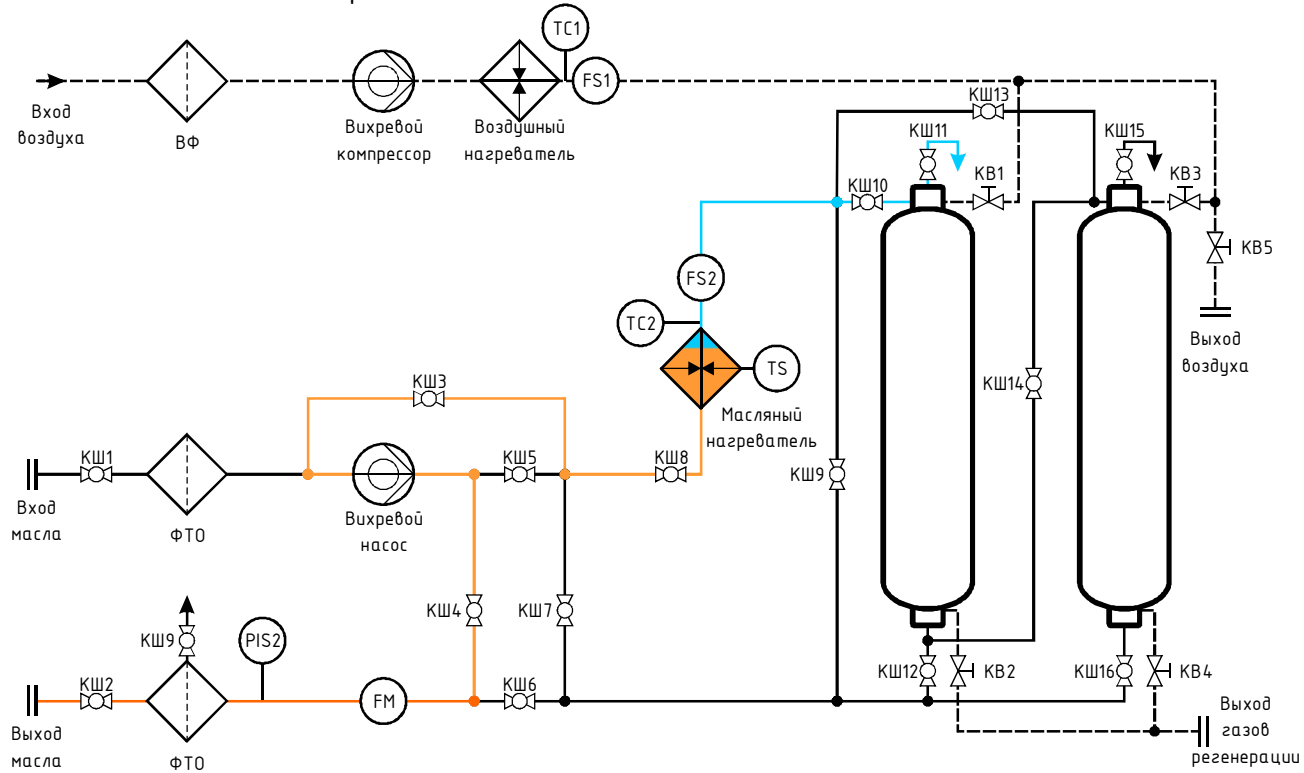 TC1
FS1
Вход
воздуха
ВФ
Вихревой
компрессор
Воздушный
нагреватель
КШ13
КШ11
КШ15
КШ10
КВ1
КВ3
КВ5
Выход
воздуха
FS2
TC2
TS
Масляный
нагреватель
КШ14
КШ3
КШ1
КШ5
КШ8
КШ9
Вход
масла
ФТО
Вихревой
насос
КШ4
КШ7
КШ9
PIS2
КШ2
FM
КШ6
КШ12
КВ2
КШ16
КВ4
Выход
масла
ФТО
Выход
газов
регенерации